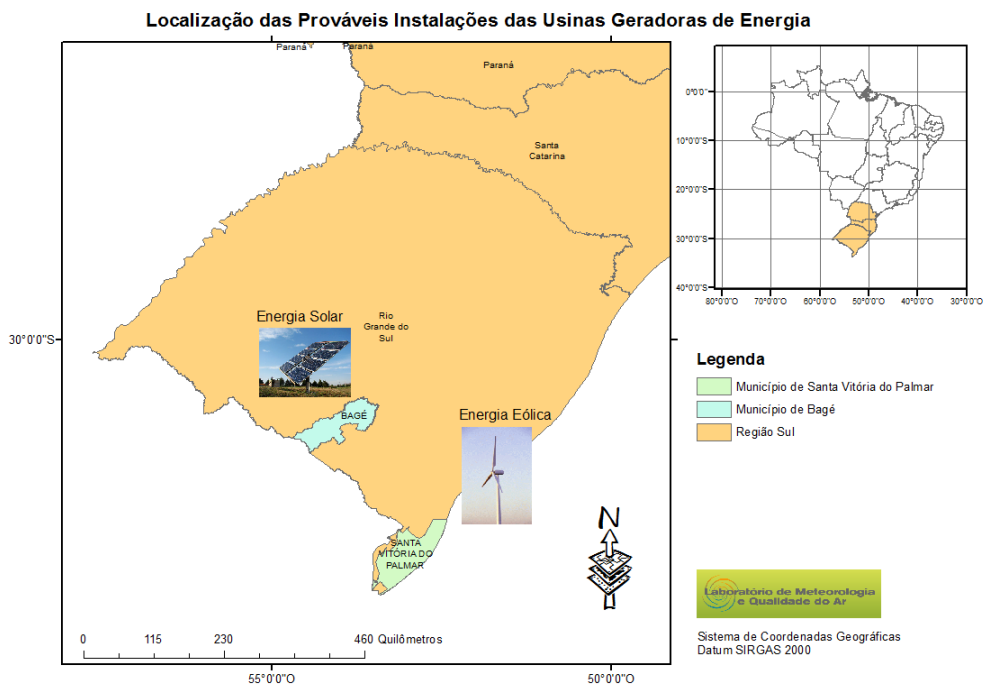 Localização das Prováveis Instalações das Usinas Geradoras de Energia
Paraná
Paraná
Paraná
Santa
Catarina
Energia Solar
Rio
Grande do
Sul
30°0'0"S
BAGÉ
Energia Eólica
SANTA
VITÓRIA DO
PALMAR
N
0 115 230 460 Quilômetros
55°0'0"O 50°0'0"O
0°0'0"
10°0'0"S
20°0'0"S
30°0'0"S
40°0'0"S
80°0'0"O 70°0'0"O 60°0'0"O 50°0'0"O 40°0'0"O 30°0'0"O
Legenda
Município de Santa Vitória do Palmar
Município de Bagé
Região Sul
Laboratório de Meteorologia
e Qualidade do Ar
Sistema de Coordenadas Geográficas
Datum SIRGAS 2000